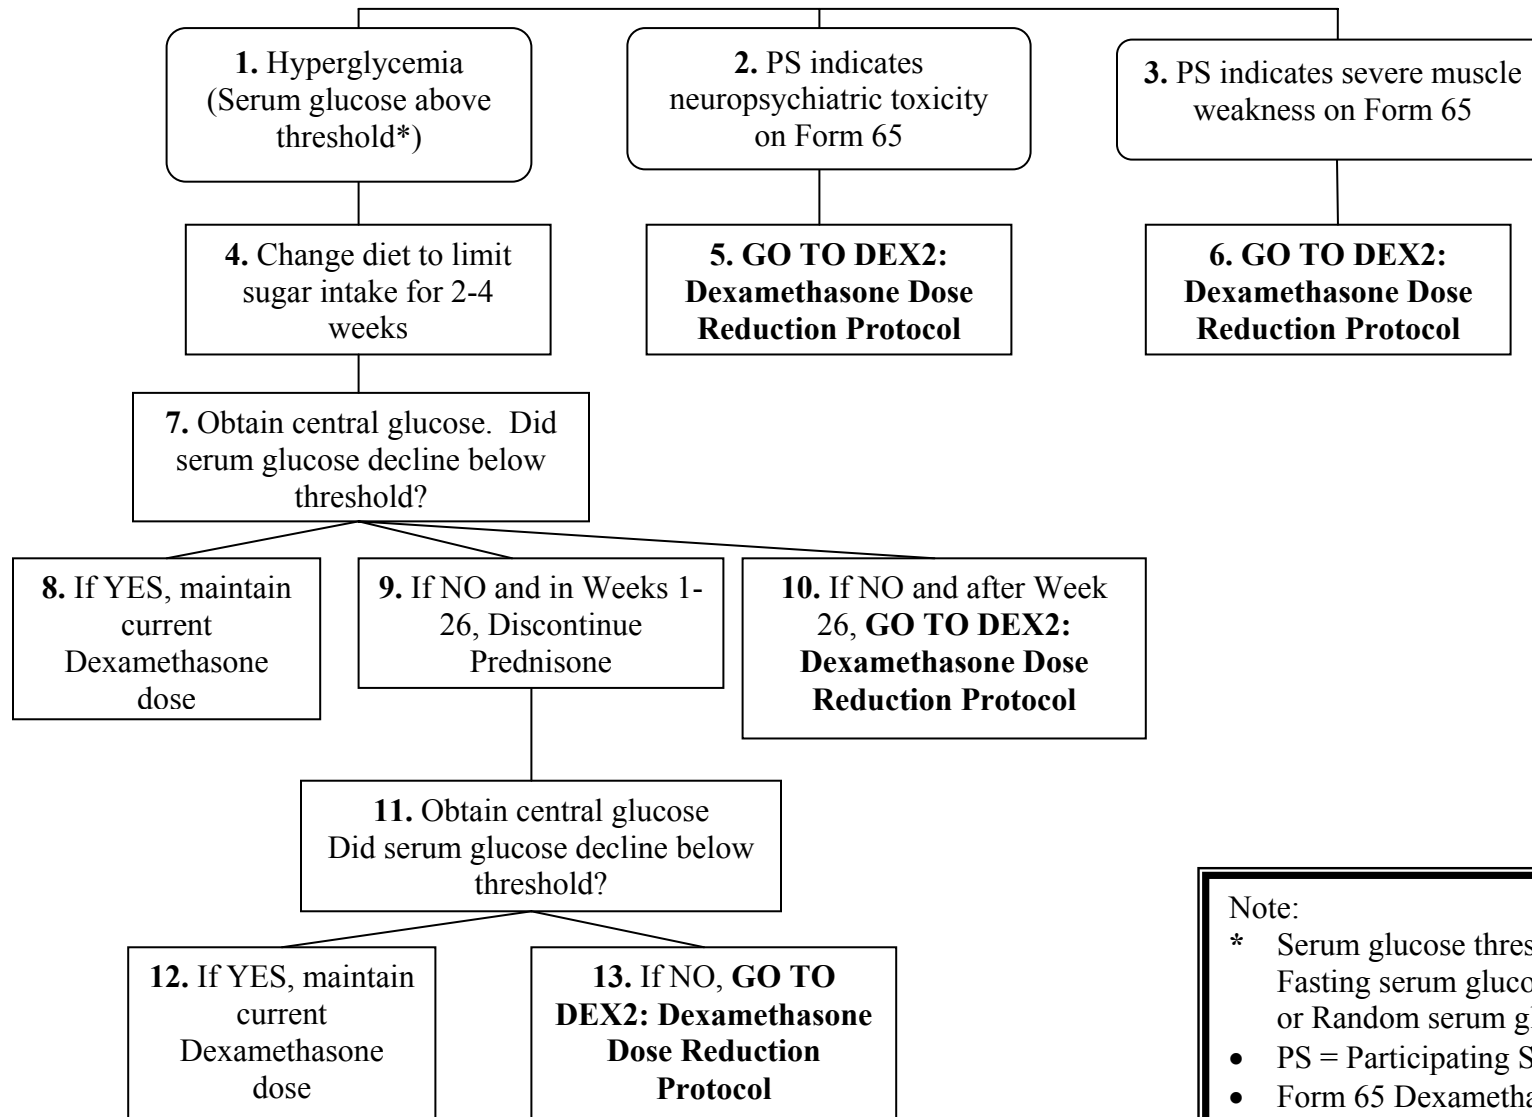 1. Hyperglycemia
(Serum glucose above
threshold*)
2. PS indicates
neuropsychiatric toxicity
on Form 65
3. PS indicates severe muscle
weakness on Form 65
4. Change diet to limit
sugar intake for 2-4
weeks
5. GO TO DEX2:
Dexamethasone Dose
Reduction Protocol
6. GO TO DEX2:
Dexamethasone Dose
Reduction Protocol
7. Obtain central glucose. Did
serum glucose decline below
threshold?
8. If YES, maintain
current
Dexamethasone
dose
9. If NO and in Weeks 1-
26, Discontinue
Prednisone
10. If NO and after Week
26, GO TO DEX2:
Dexamethasone Dose
Reduction Protocol
11. Obtain central glucose
Did serum glucose decline below
threshold?
12. If YES, maintain
current
Dexamethasone
dose
13. If NO, GO TO
DEX2: Dexamethasone
Dose Reduction
Protocol
Note:
* Serum glucose
Fasting serum
or Random serum
• PS = Participating
• Form 65